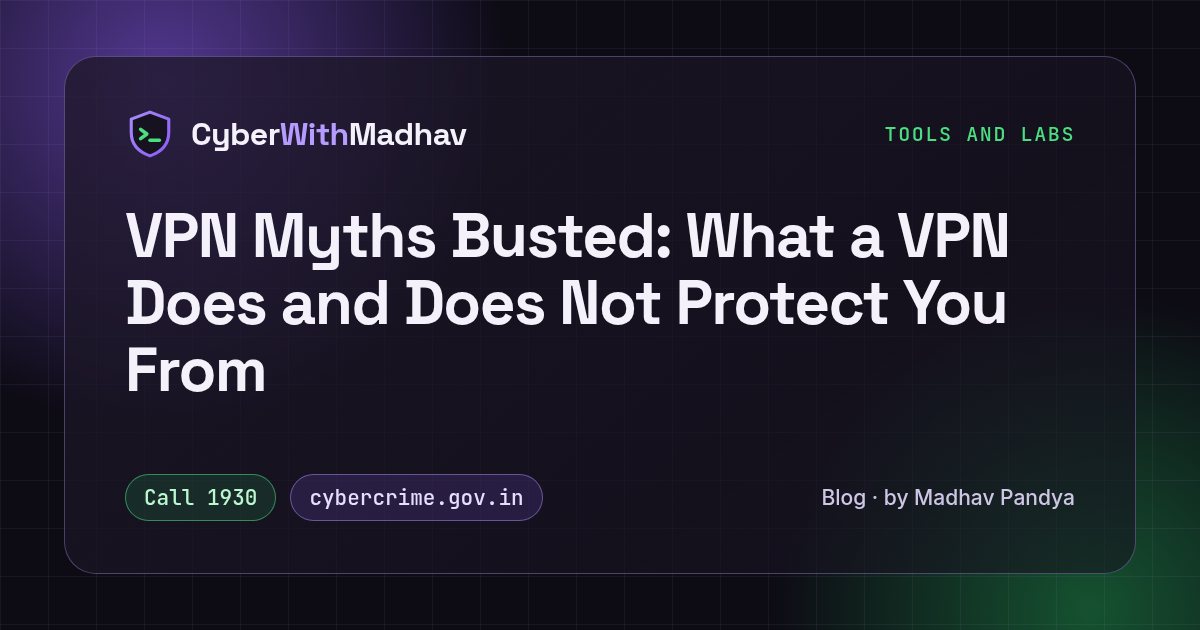 CyberWithMadhav
TOOLS AND LABS
VPN Myths Busted: What a VPN
Does and Does Not Protect You
From
Call 1930
cybercrime.gov.in
Blog · by Madhav Pandya